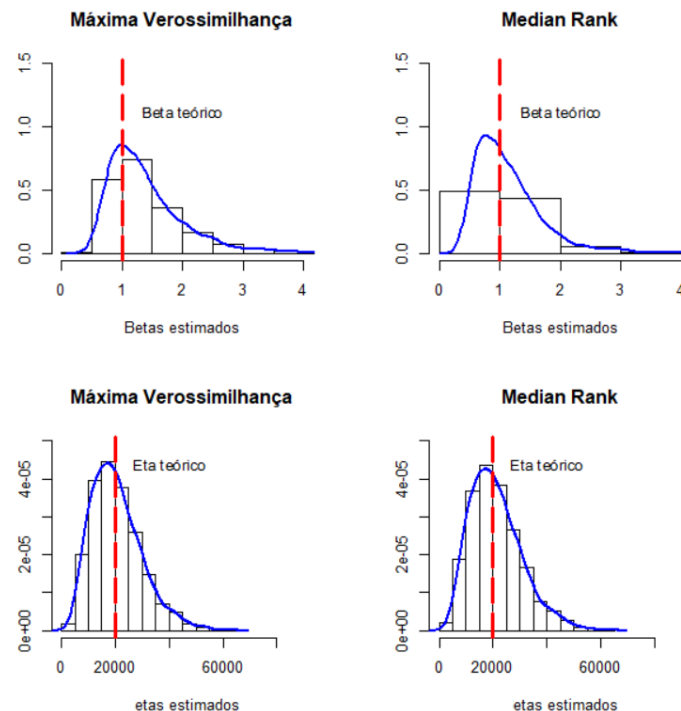 Máxima Verossimilhança
Median Rank
1.5
1.0
0.5
0.0
Beta teórico
0 1 2 3 4
Betas estimados
1.5
1.0
0.5
0.0
Beta teórico
0 1 2 3 4
Betas estimados
Máxima Verossimilhança
Median Rank
4e-05
2e-05
0e+00
Eta teórico
0 20000 60000
etas estimados
4e-05
2e-05
0e+00
Eta teórico
0 20000 60000
etas estimados